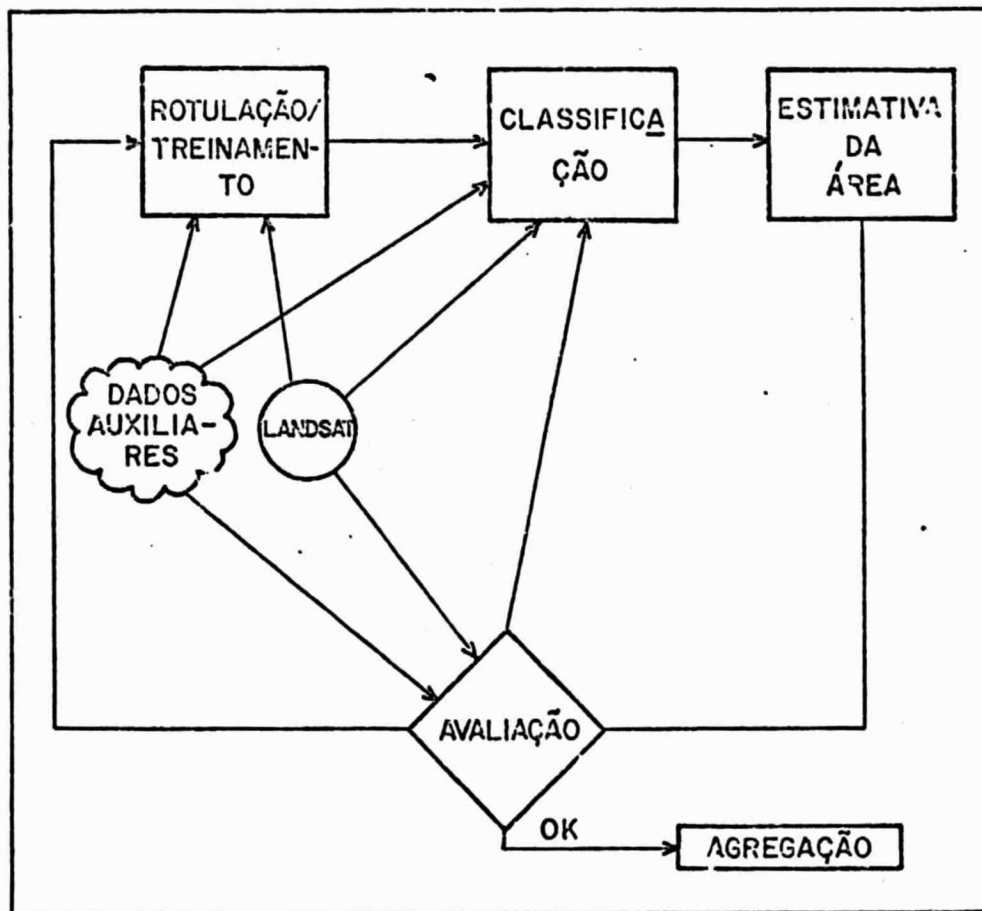 ROTULAÇÃO/
TREINAMEN-
TO
CLASSIFICA
ÇÃO
ESTIMATIVA
DA
ÁREA
DADOS
AUXILIA-
RES
LANDSAT
AVALIAÇÃO
OK
AGREGAÇÃO